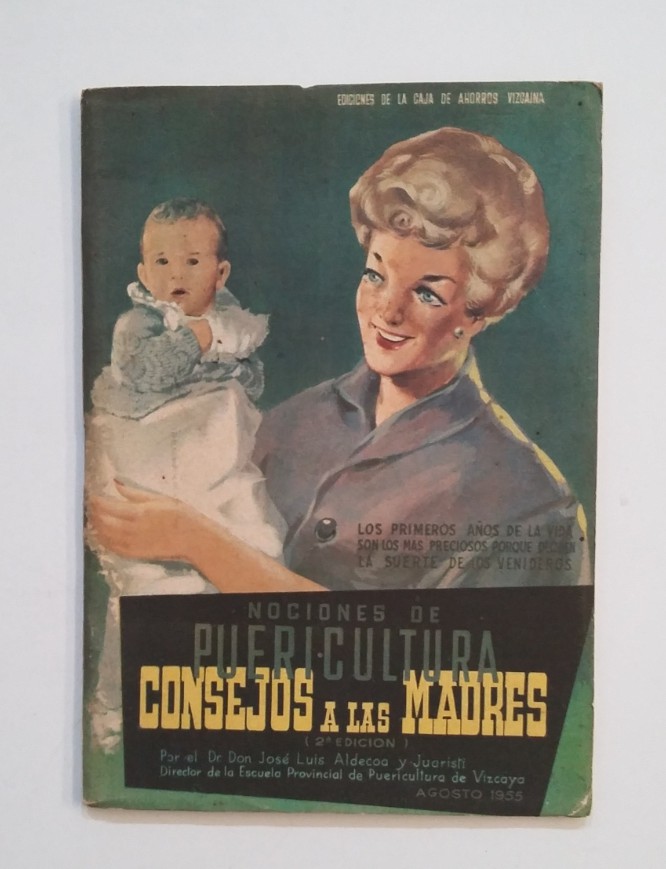 EDICIONES DE LA CAJA DE AHORROS VIZCAINA
LOS PRIMEROS AÑOS DE LA VIDA
SON LOS MAS PRECIOSOS PORQUE DECIDEN
LA SUERTE DE LOS VENIDEROS
NOCIONES DE
PUERICULTURA
CONSEJOS A LAS MADRES
(2ª EDICION)
Por el Dr Don José Luis Aldecoa y Juaristi
Director de la Escuela Provincial de Puericultura de Vizcaya
AGOSTO 1955